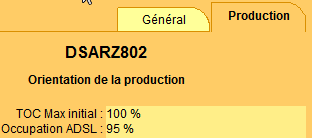 Général Production
DSARZ802
Orientation de la production
TOC Max initial : 100 %
Occupation ADSL : 95 %